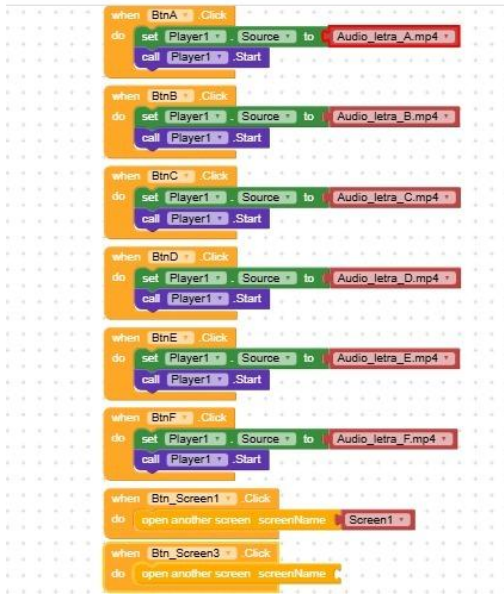 when BtnA .Click
do set Player1 . Source to Audio_letra_A.mp4
call Player1 .Start
when BtnB .Click
do set Player1 . Source to Audio_letra_B.mp4
call Player1 .Start
when BtnC .Click
do set Player1 . Source to Audio_letra_C.mp4
call Player1 .Start
when BtnD .Click
do set Player1 . Source to Audio_letra_D.mp4
call Player1 .Start
when BtnE .Click
do set Player1 . Source to Audio_letra_E.mp4
call Player1 .Start
when BtnF .Click
do set Player1 . Source to Audio_letra_F.mp4
call Player1 .Start
when Btn_Screen1 .Click
do open another screen screenName Screen1
when Btn_Screen3 .Click
do open another screen screenName